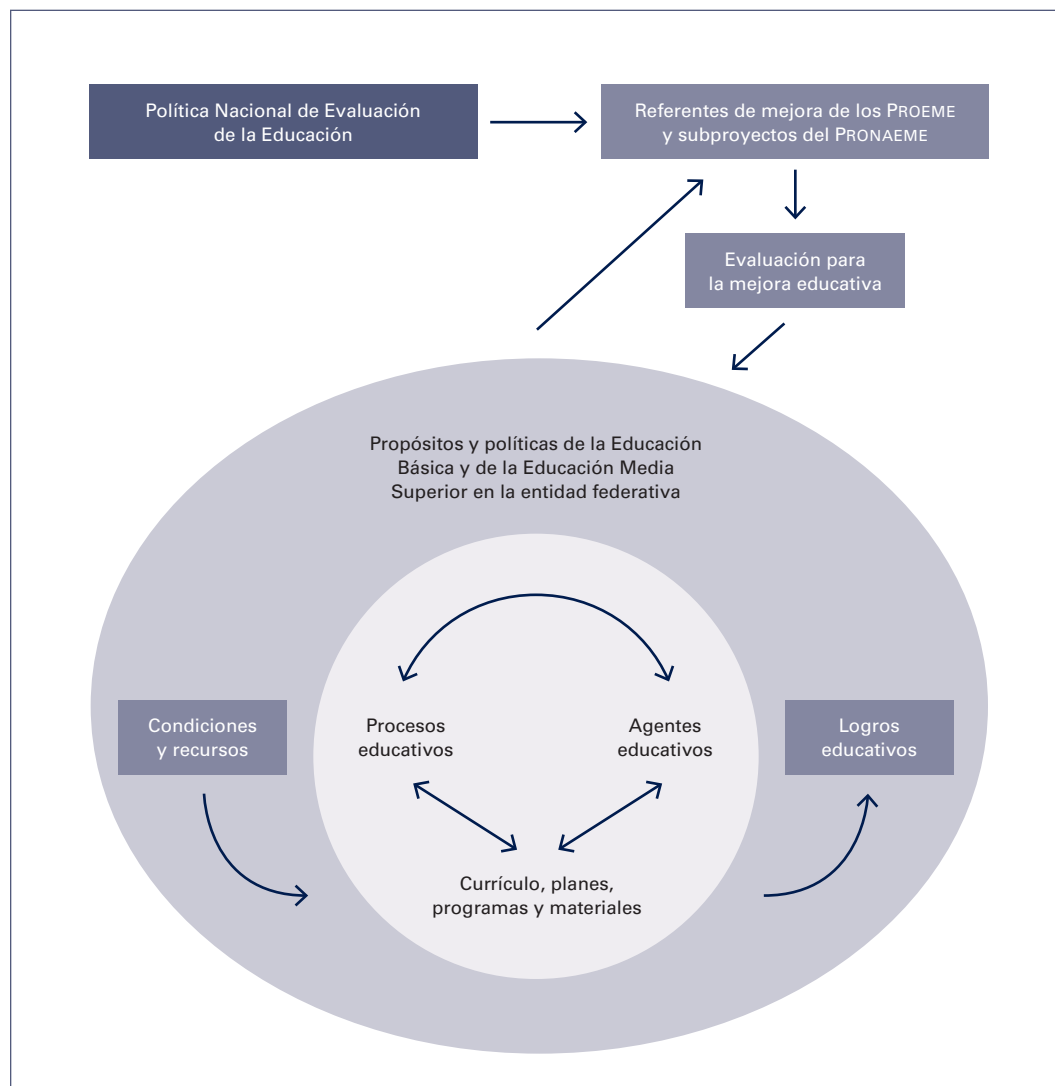 Política Nacional de Evaluación
de la Educación
Referentes de mejora de los PROEME
y subproyectos del PRONAEME
Evaluación para
la mejora educativa
Propósitos y políticas de la Educación
Básica y de la Educación Media
Superior en la entidad federativa
Condiciones
y recursos
Procesos
educativos
Agentes
educativos
Logros
educativos
Currículo, planes,
programas y materiales